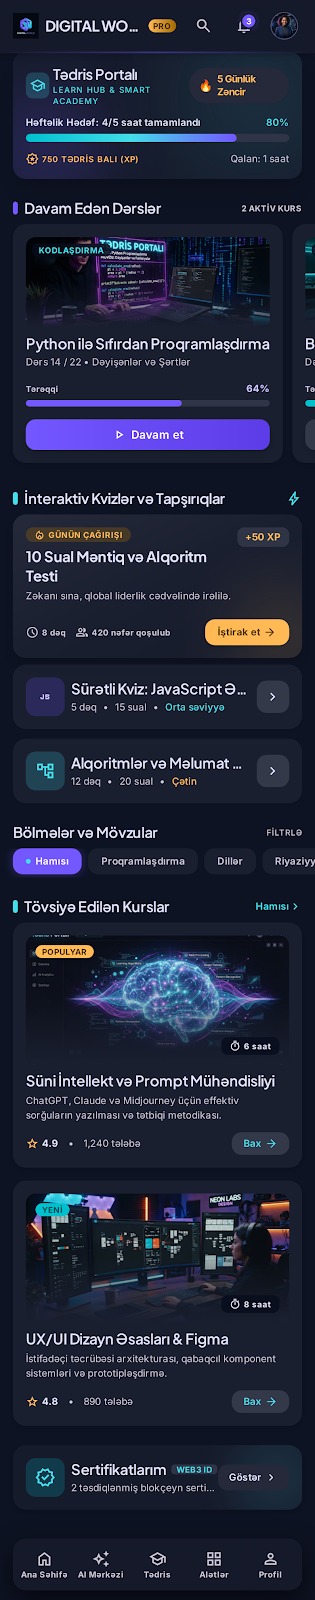 DIGITAL WO... PRO 3
Tədris Portalı
LEARN HUB & SMART
ACADEMY
5 Günlük
Zəncir
Həftəlik Hədəf: 4/5 saat tamamlandı 80%
750 TƏDRİS BALI (XP) Qalan: 1 saat
Davam Edən Dərslər 2 AKTİV KURS
KODLAŞDIRMA
TƏDRİS PORTALI
Python ilə Sıfırdan Proqramlaşdırma
Dərs 14 / 22 • Dəyişənlər və Şərtlər
Tərəqqi 64%
Davam et
İnteraktiv Kvizlər və Tapşırıqlar
GÜNÜN ÇAĞIRIŞI +50 XP
10 Sual Məntiq və Alqoritm
Testi
Zəkanı sına, qlobal liderlik cədvəlində irəlilə.
8 dəq 420 nəfər qoşulub İştirak et →
JS
Sürətli Kviz: JavaScript Ə...
5 dəq • 15 sual • Orta səviyyə
Alqoritmlər və Məlumat ...
12 dəq • 20 sual • Çətin
Bölmələr və Mövzular FİLTRLƏ
Hamısı Proqramlaşdırma Dillər Riyaziyy
Tövsiyə Edilən Kurslar Hamısı >
POPULYAR
6 saat
Süni İntellekt və Prompt Mühəndisliyi
ChatGPT, Claude və Midjourney üçün effektiv
sorğuların yazılması və tətbiqi metodikası.
4.9 • 1,240 tələbə Bax →
YENİ
NEON LABS
DESIGN
8 saat
UX/UI Dizayn Əsasları & Figma
İstifadəçi təcrübəsi arxitekturası, qabaqcıl komponent
sistemləri və prototipləşdirmə.
4.8 • 890 tələbə Bax →
Sertifikatlarım WEB3 ID
2 təsdiqlənmiş blokçeyn serti...
Göstər >
Ana Səhifə AI Mərkəzi Tədris Alətlər Profil